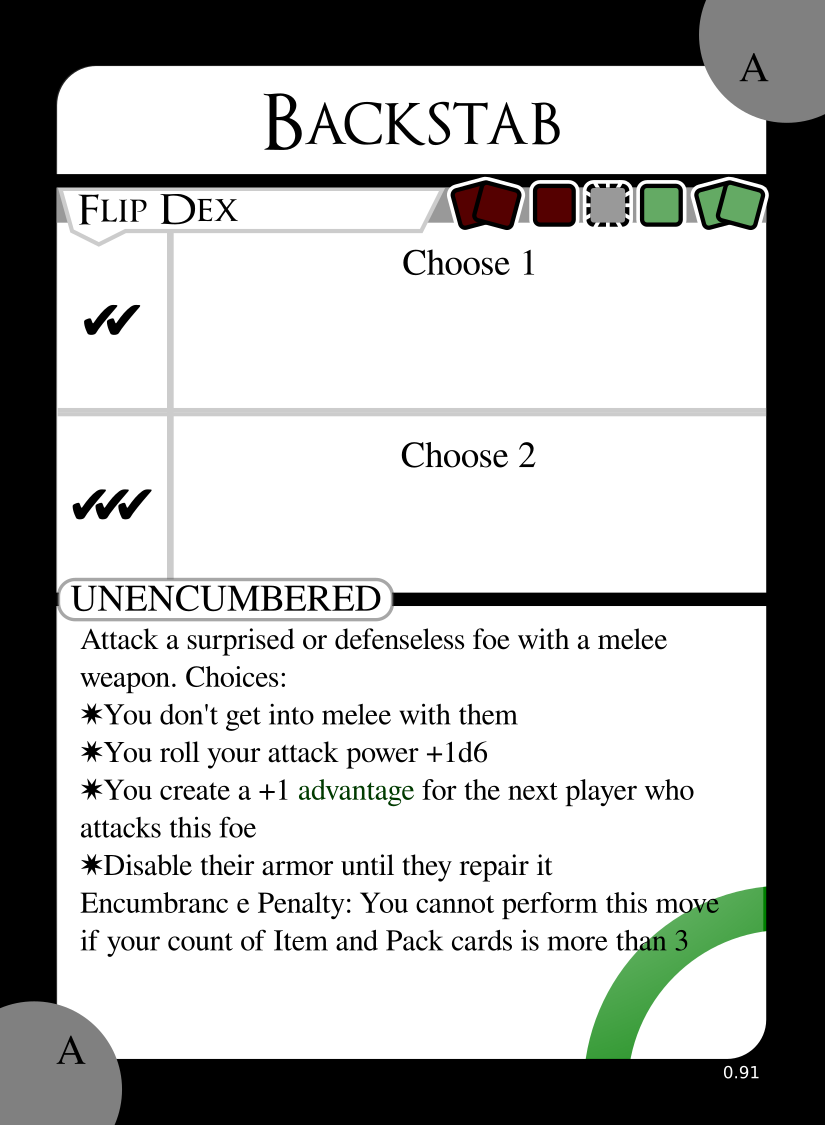 A
BACKSTAB
FLIP DEX
Choose 1
✔✔
Choose 2
✔✔✔
UNENCUMBERED
Attack a surprised or defenseless foe with a melee
weapon. Choices:
✷You don't get into melee with them
✷You roll your attack power +1d6
✷You create a +1 advantage for the next player who
attacks this foe
✷Disable their armor until they repair it
Encumbranc e Penalty: You cannot perform this move
if your count of Item and Pack cards is more than 3
A
0.91